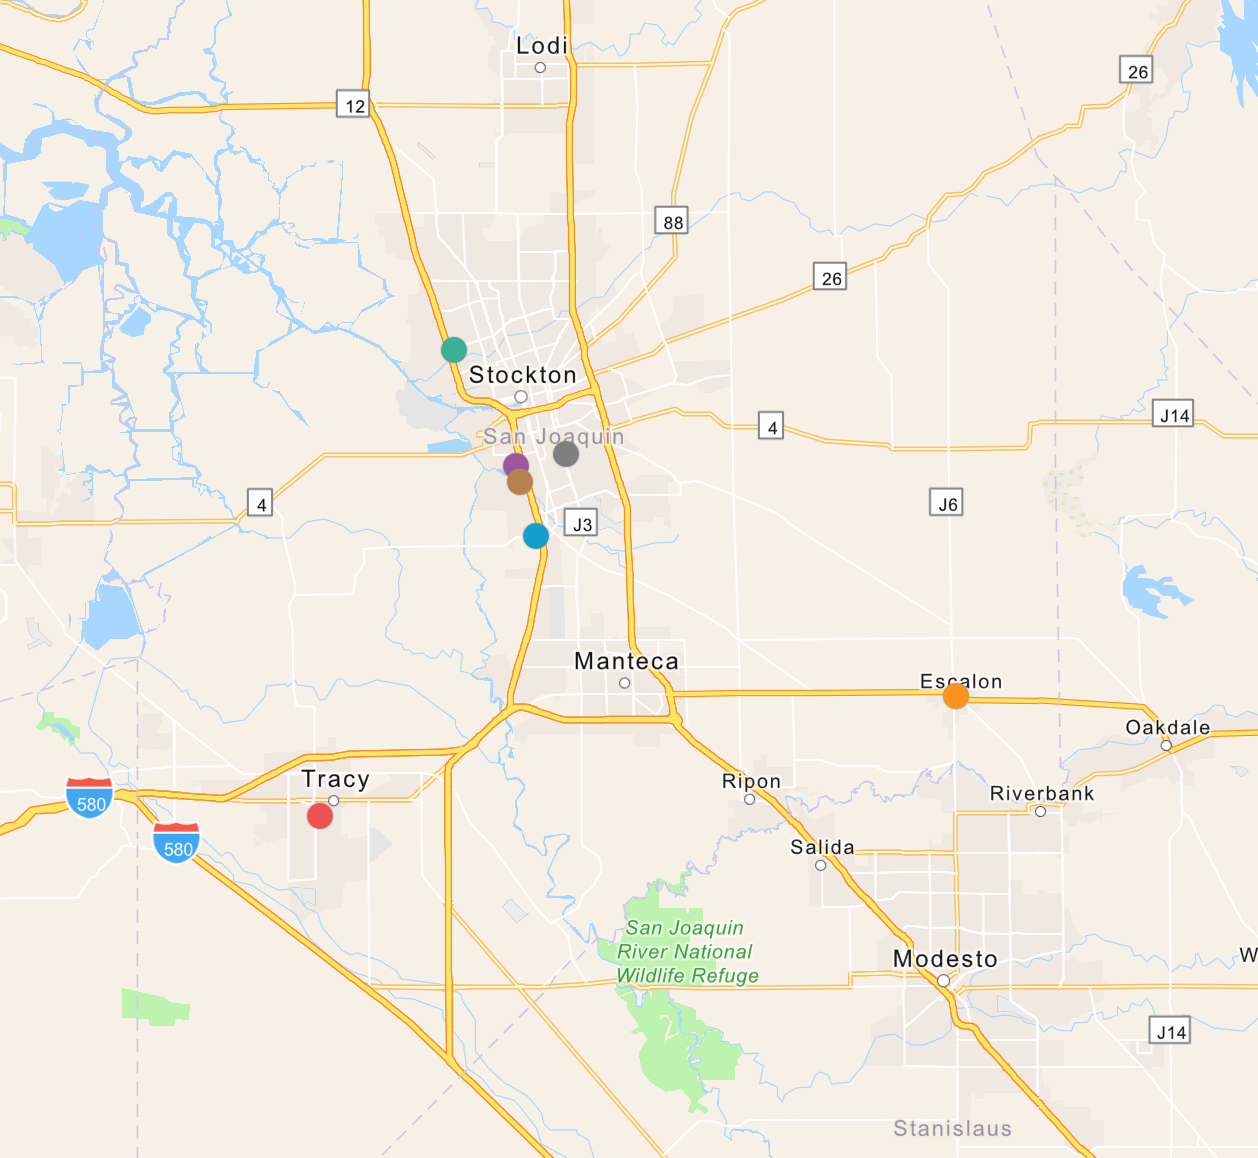 Lodi
26
12
88
26
Stockton
J14
4
San Joaquin
4
J6
J3
Manteca
Escalon
Oakdale
Tracy
Ripon
580
Riverbank
580
Salida
San Joaquin
River National
Wildlife Refuge
Modesto
W
J14
Stanislaus